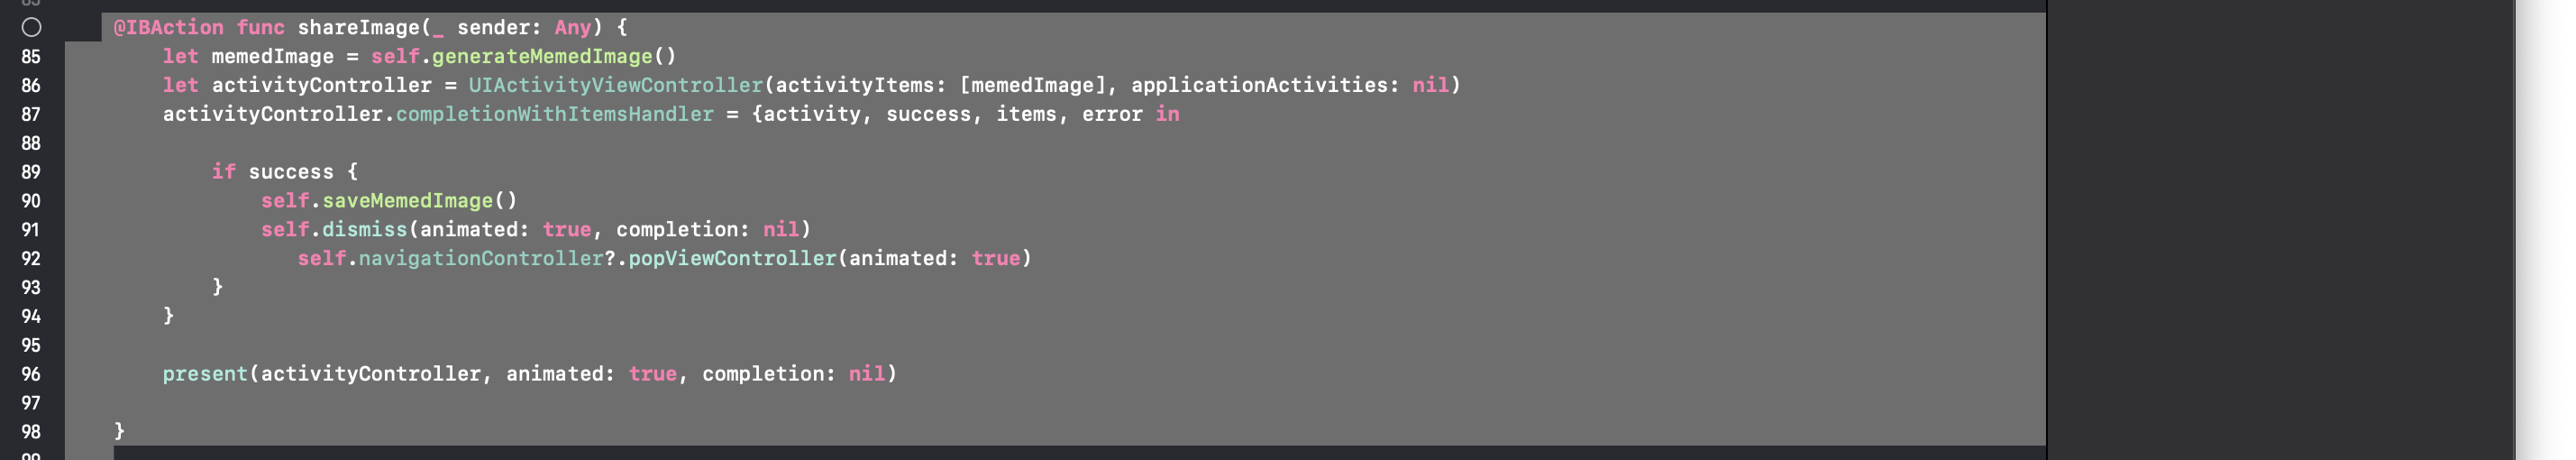 @IBAction func shareImage(_ sender: Any) {
85 let memedImage = self.generateMemedImage()
86 let activityController = UIActivityViewController(activityItems: [memedImage], applicationActivities: nil)
87 activityController.completionWithItemsHandler = {activity, success, items, error in
88
89 if success {
90 self.saveMemedImage()
91 self.dismiss(animated: true, completion: nil)
92 self.navigationController?.popViewController(animated: true)
93 }
94 }
95
96 present(activityController, animated: true, completion: nil)
97
98 }